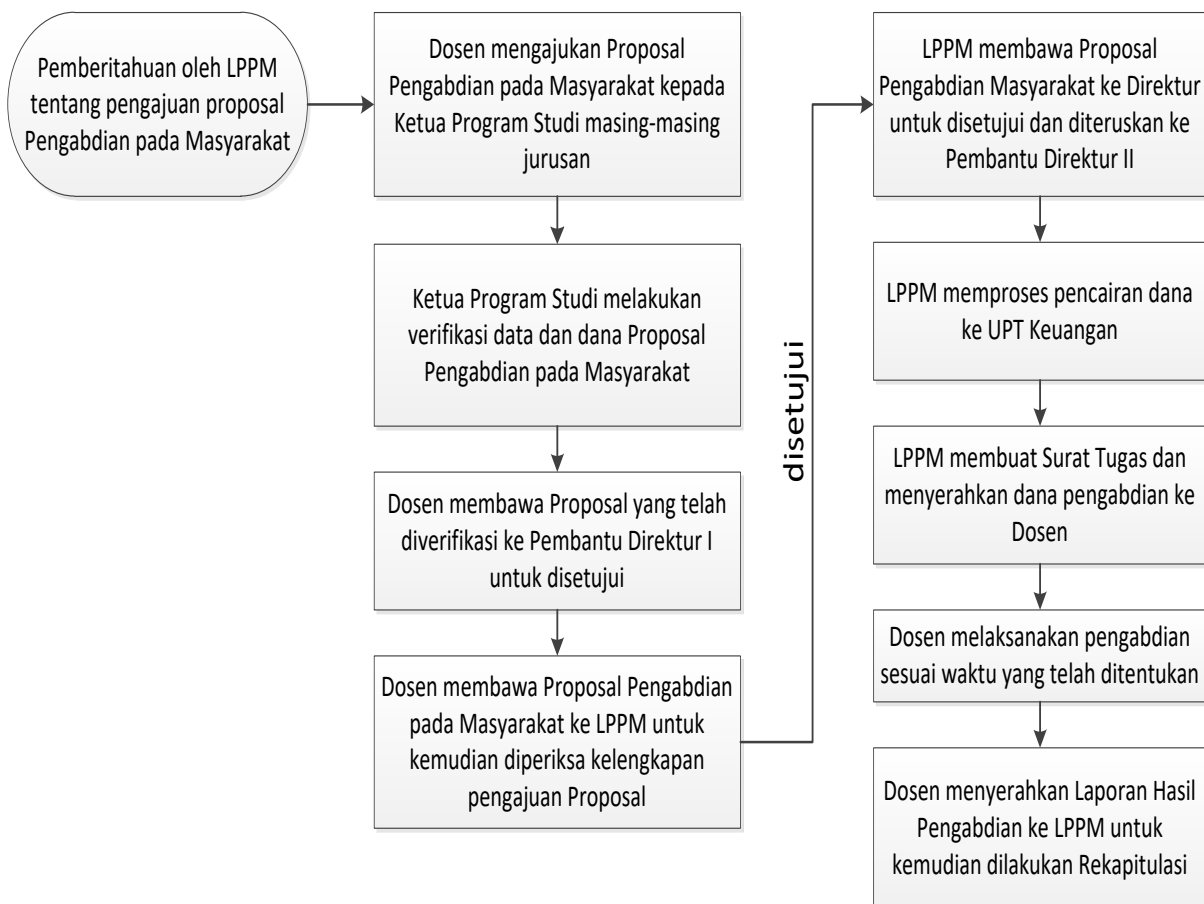 Pemberitahuan oleh LPPM
tentang pengajuan proposal
Pengabdian pada Masyarakat
Dosen mengajukan Proposal
Pengabdian pada Masyarakat kepada
Ketua Program Studi masing-masing
jurusan
Ketua Program Studi melakukan
verifikasi data dan dana Proposal
Pengabdian pada Masyarakat
Dosen membawa Proposal yang telah
diverifikasi ke Pembantu Direktur I
untuk disetujui
Dosen membawa Proposal Pengabdian
pada Masyarakat ke LPPM untuk
kemudian diperiksa kelengkapan
pengajuan Proposal
disetujui
LPPM membawa Proposal
Pengabdian Masyarakat ke Direktur
untuk disetujui dan diteruskan ke
Pembantu Direktur II
LPPM memproses pencairan dana
ke UPT Keuangan
LPPM membuat Surat Tugas dan
menyerahkan dana pengabdian ke
Dosen
Dosen melaksanakan pengabdian
sesuai waktu yang telah ditentukan
Dosen menyerahkan Laporan Hasil
Pengabdian ke LPPM untuk
kemudian dilakukan Rekapitulasi